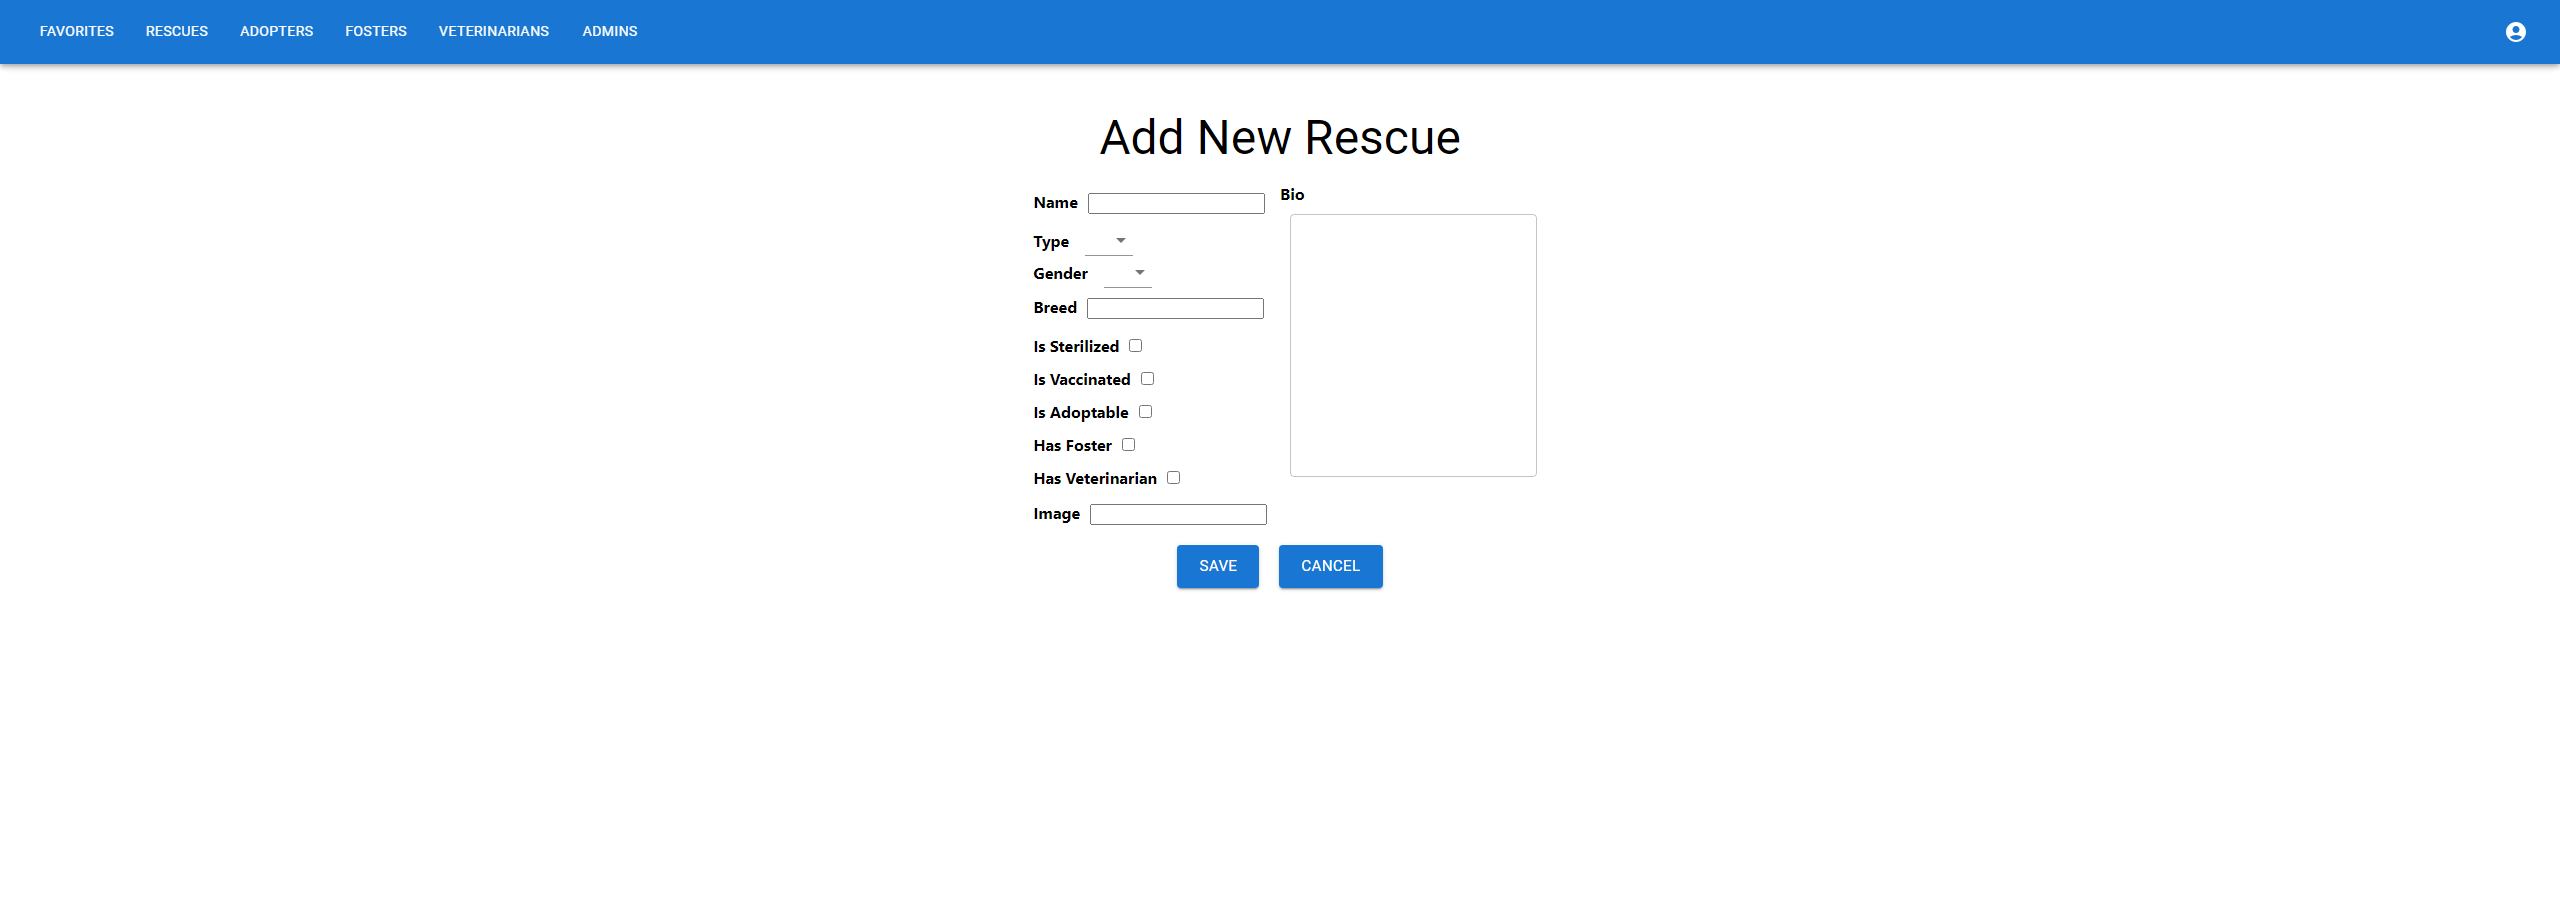 FAVORITES RESCUES ADOPTERS FOSTERS VETERINARIANS ADMINS
Add New Rescue
Name
Type
Gender
Breed
Is Sterilized
Is Vaccinated
Is Adoptable
Has Foster
Has Veterinarian
Image
Bio
SAVE CANCEL